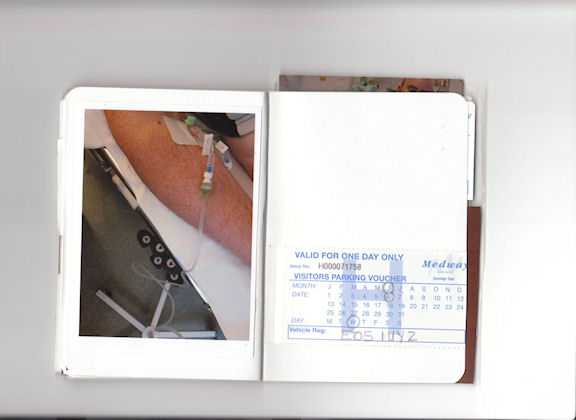 VALID FOR ONE DAY ONLY
Issue No. H000071758
Medway
Serving You
VISITORS PARKING VOUCHER
MONTH: J F M A M J J A S O N D
DATE: 1 2 3 4 5 6 7 8 9 10 11 12
13 14 15 16 17 18 19 20 21 22 23 24
25 26 27 28 29 30 31
DAY: M T W T F S S
Vehicle Reg: